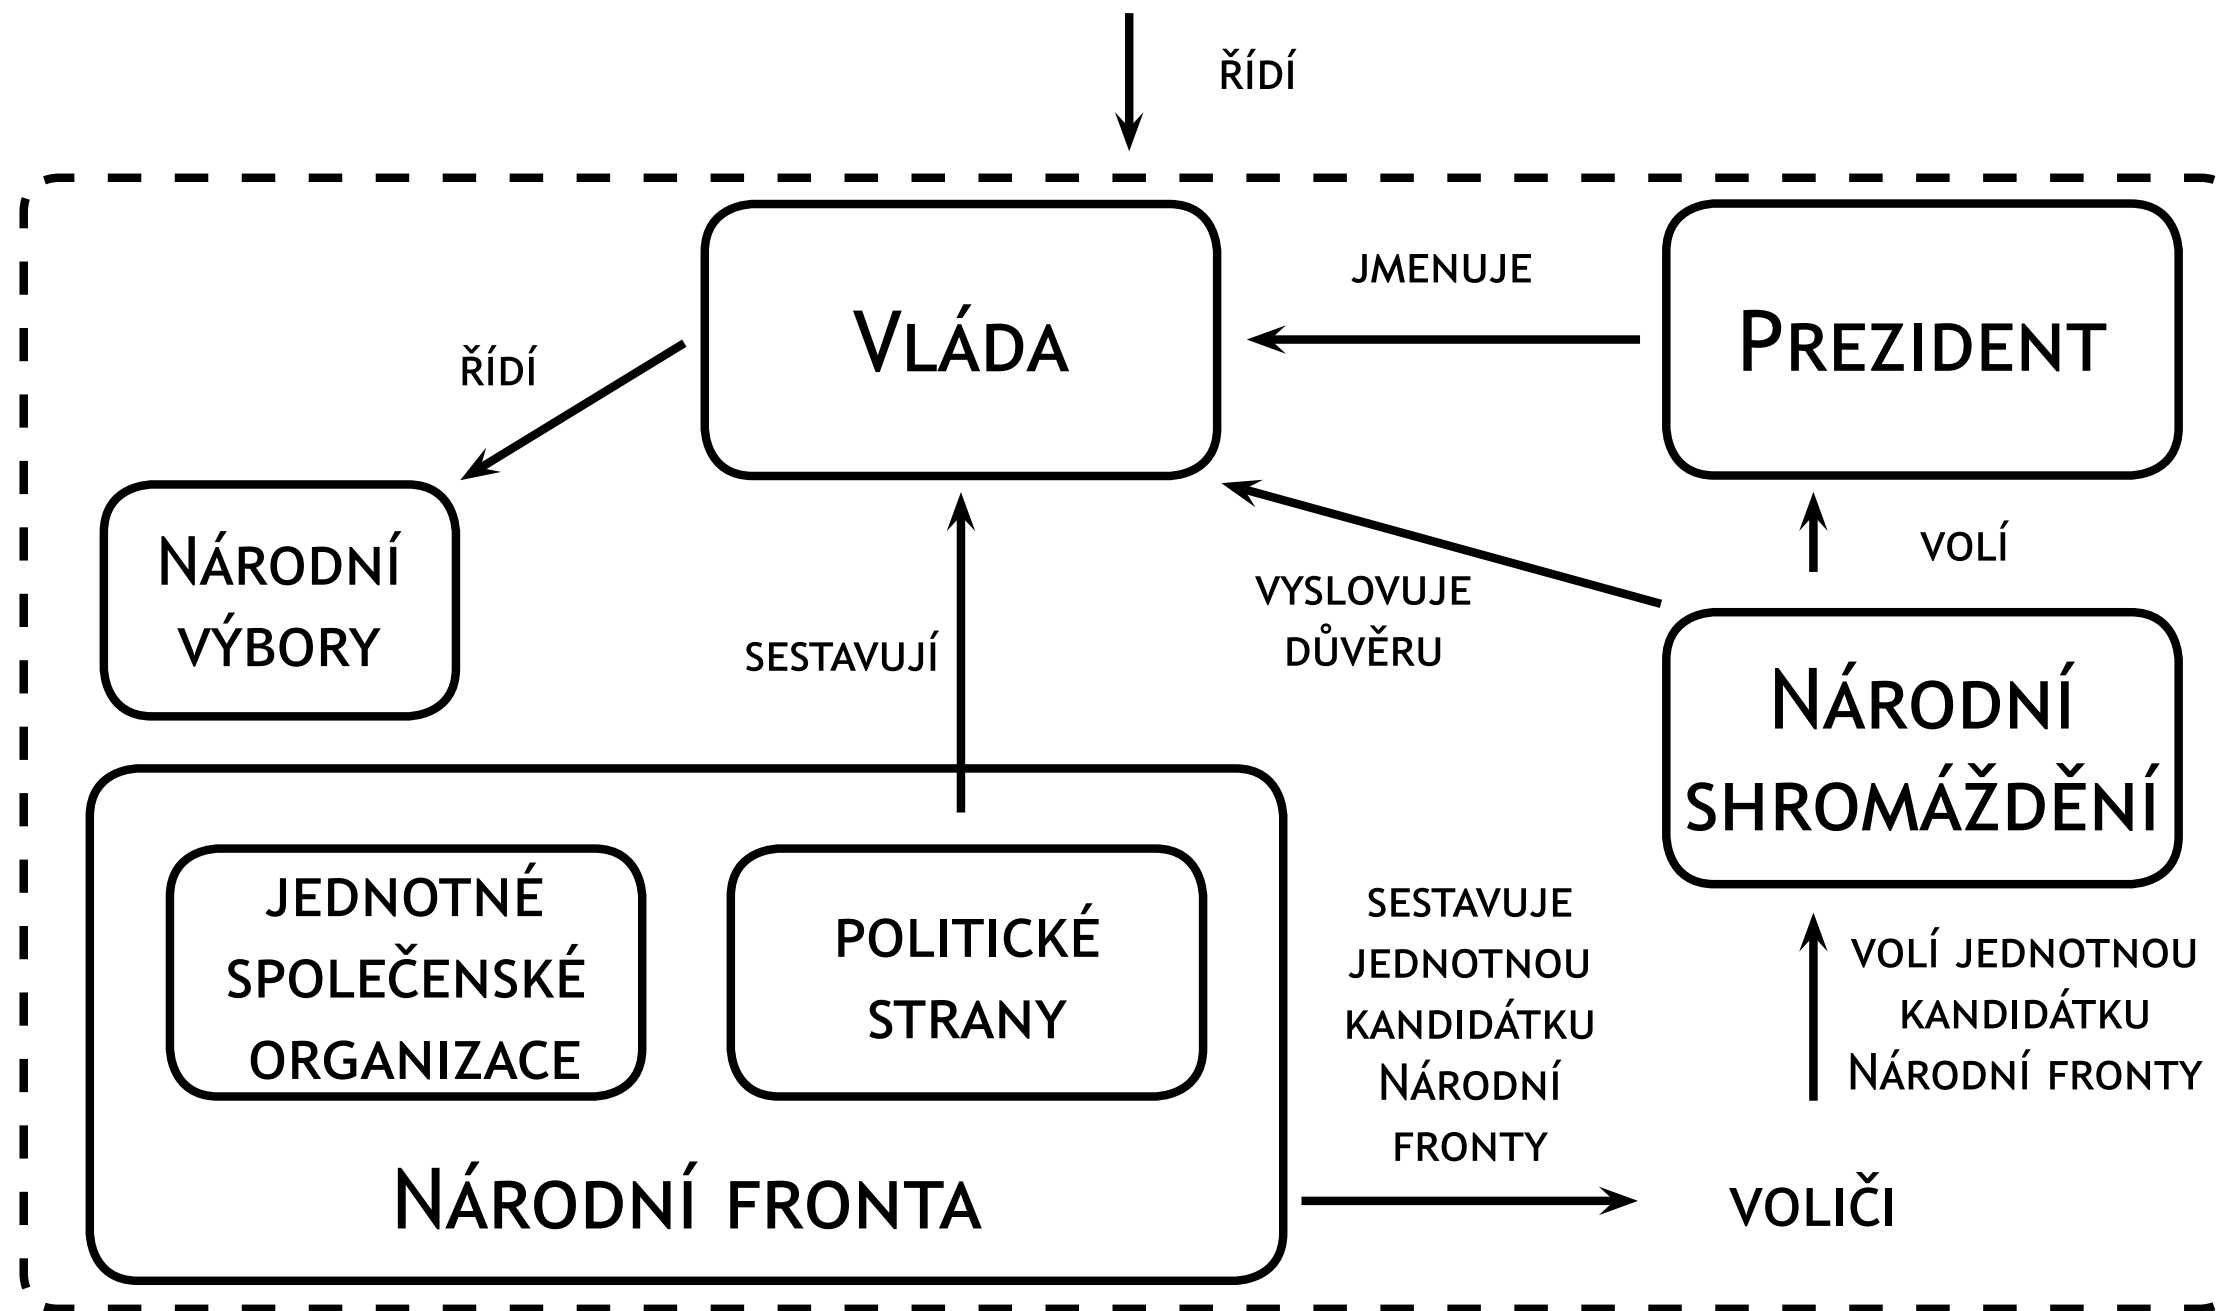 řídí
Vláda
jmenuje
Prezident
řídí
Národní
výbory
sestavují
vyslovuje
důvěru
volí
Národní
shromáždění
jednotné
společenské
organizace
politické
strany
Národní fronta
sestavuje
jednotnou
kandidátku
Národní
fronty
volí jednotnou
kandidátku
Národní fronty
voliči